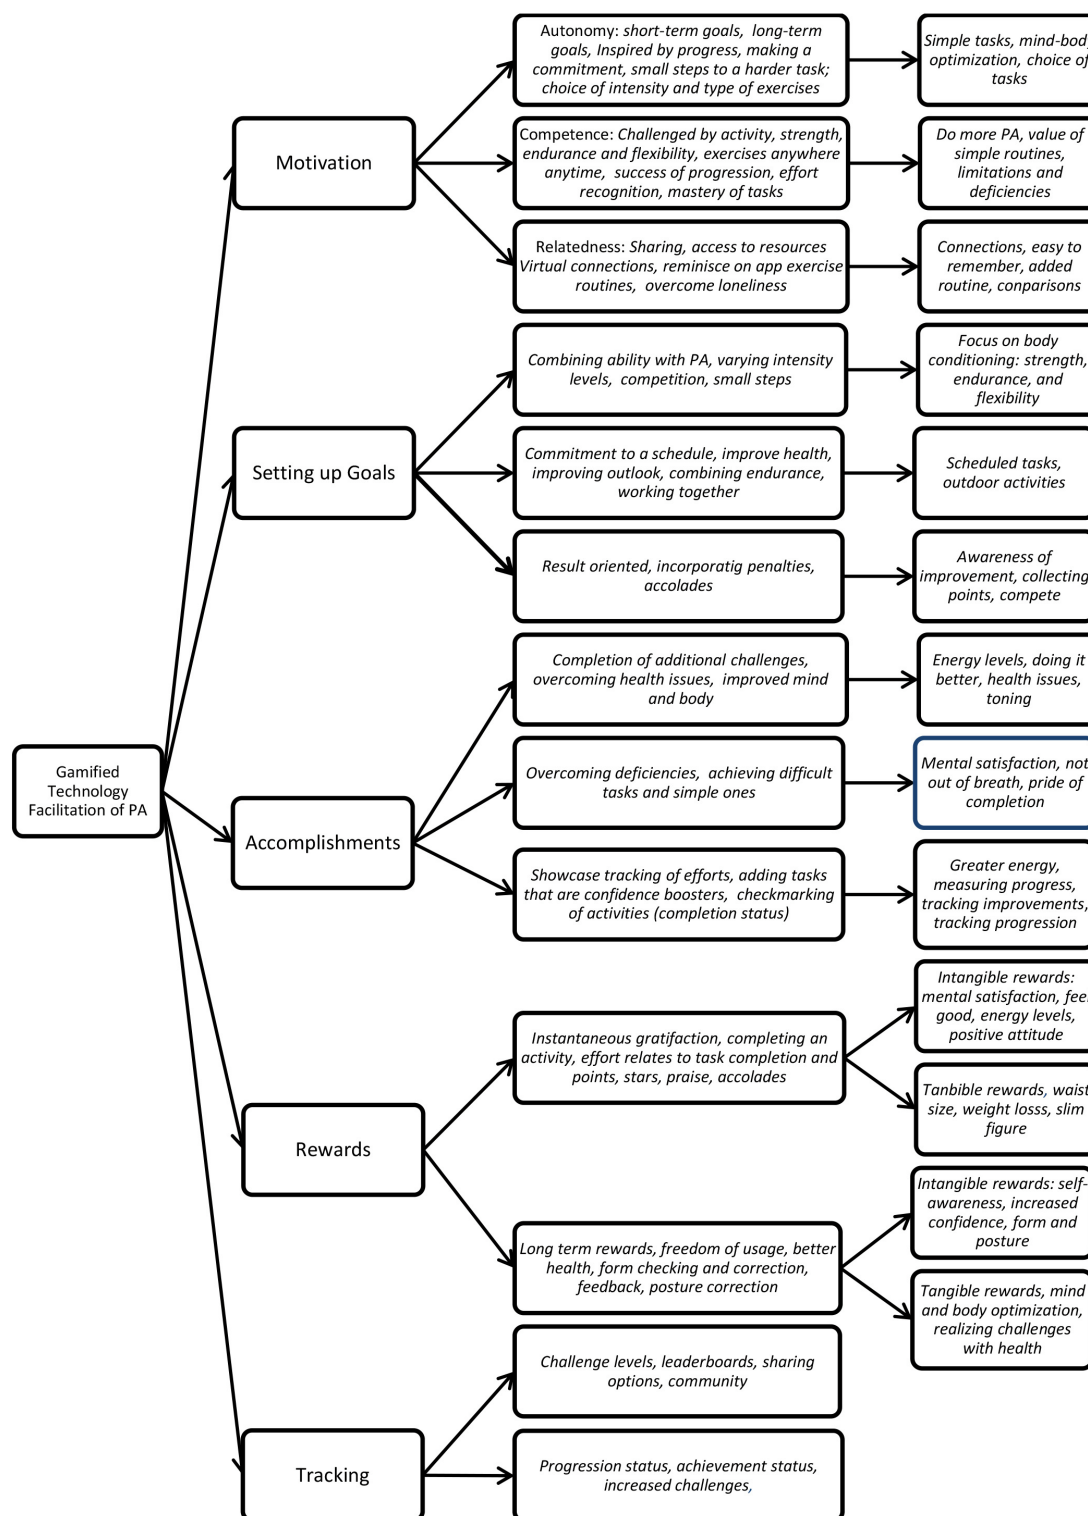 Gamified
Technology
Facilitation of PA
Motivation
Autonomy: short-term goals, long-term
goals, Inspired by progress, making a
commitment, small steps to a harder task;
choice of intensity and type of exercises
Simple tasks, mind-body
optimization, choice of
tasks
Competence: Challenged by activity, strength,
endurance and flexibility, exercises anywhere
anytime, success of progression, effort
recognition, mastery of tasks
Do more PA, value of
simple routines,
limitations and
deficiencies
Relatedness: Sharing, access to resources
Virtual connections, reminisce on app exercise
routines, overcome loneliness
Connections, easy to
remember, added
routine, conparisons
Setting up Goals
Combining ability with PA, varying intensity
levels, competition, small steps
Focus on body
conditioning: strength,
endurance, and
flexibility
Commitment to a schedule, improve health,
improving outlook, combining endurance,
working together
Scheduled tasks,
outdoor activities
Result oriented, incorporatig penalties,
accolades
Awareness of
improvement, collecting
points, compete
Accomplishments
Completion of additional challenges,
overcoming health issues, improved mind
and body
Energy levels, doing it
better, health issues,
toning
Overcoming deficiencies, achieving difficult
tasks and simple ones
Mental satisfaction, not
out of breath, pride of
completion
Showcase tracking of efforts, adding tasks
that are confidence boosters, checkmarking
of activities (completion status)
Greater energy,
measuring progress,
tracking improvements,
tracking progression
Rewards
Instantaneous gratifaction, completing an
activity, effort relates to task completion and
points, stars, praise, accolades
Intangible rewards:
mental satisfaction, feel
good, energy levels,
positive attitude
Tanbible rewards, waist
size, weight losss, slim
figure
Long term rewards, freedom of usage, better
health, form checking and correction,
feedback, posture correction
Intangible rewards: self-
awareness, increased
confidence, form and
posture
Tangible rewards, mind
and body optimization,
realizing challenges
with health
Tracking
Challenge levels, leaderboards, sharing
options, community
Progression status, achievement status,
increased challenges,